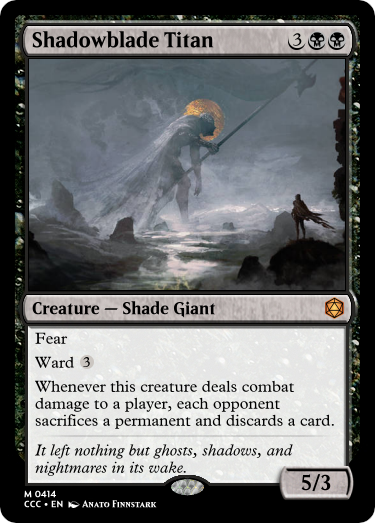 Shadowblade Titan 3
Creature — Shade Giant
Fear
Ward 3
Whenever this creature deals combat
damage to a player, each opponent
sacrifices a permanent and discards a card.
It left nothing but ghosts, shadows, and
nightmares in its wake.
5/3
M 0414
CCC • EN Anato Finnstark